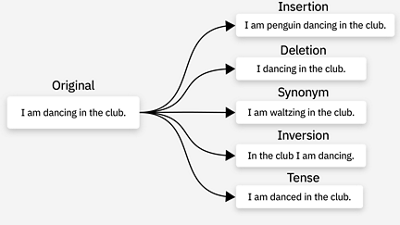 Original
I am dancing in the club.
Insertion
I am penguin dancing in the club.
Deletion
I dancing in the club.
Synonym
I am waltzing in the club.
Inversion
In the club I am dancing.
Tense
I am danced in the club.